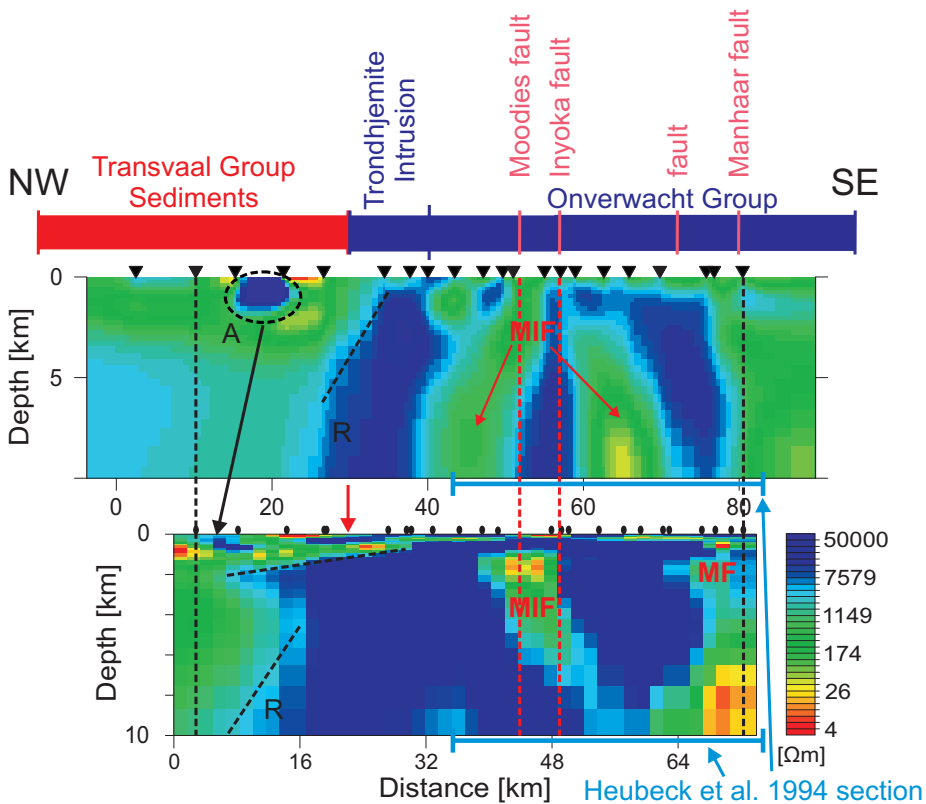 Moodies fault
Inyoka fault
fault
Manhaar fault
Trondhjemite
Intrusion
NW
Transvaal Group
Sediments
Onverwacht Group
SE
Depth [km]
0
5
A
R
MIF
0
20
40
60
80
Depth [km]
0
10
R
MIF
MF
0
16
32
48
64
Distance [km]
50000
7579
1149
174
26
4
[Ωm]
Heubeck et al. 1994 section